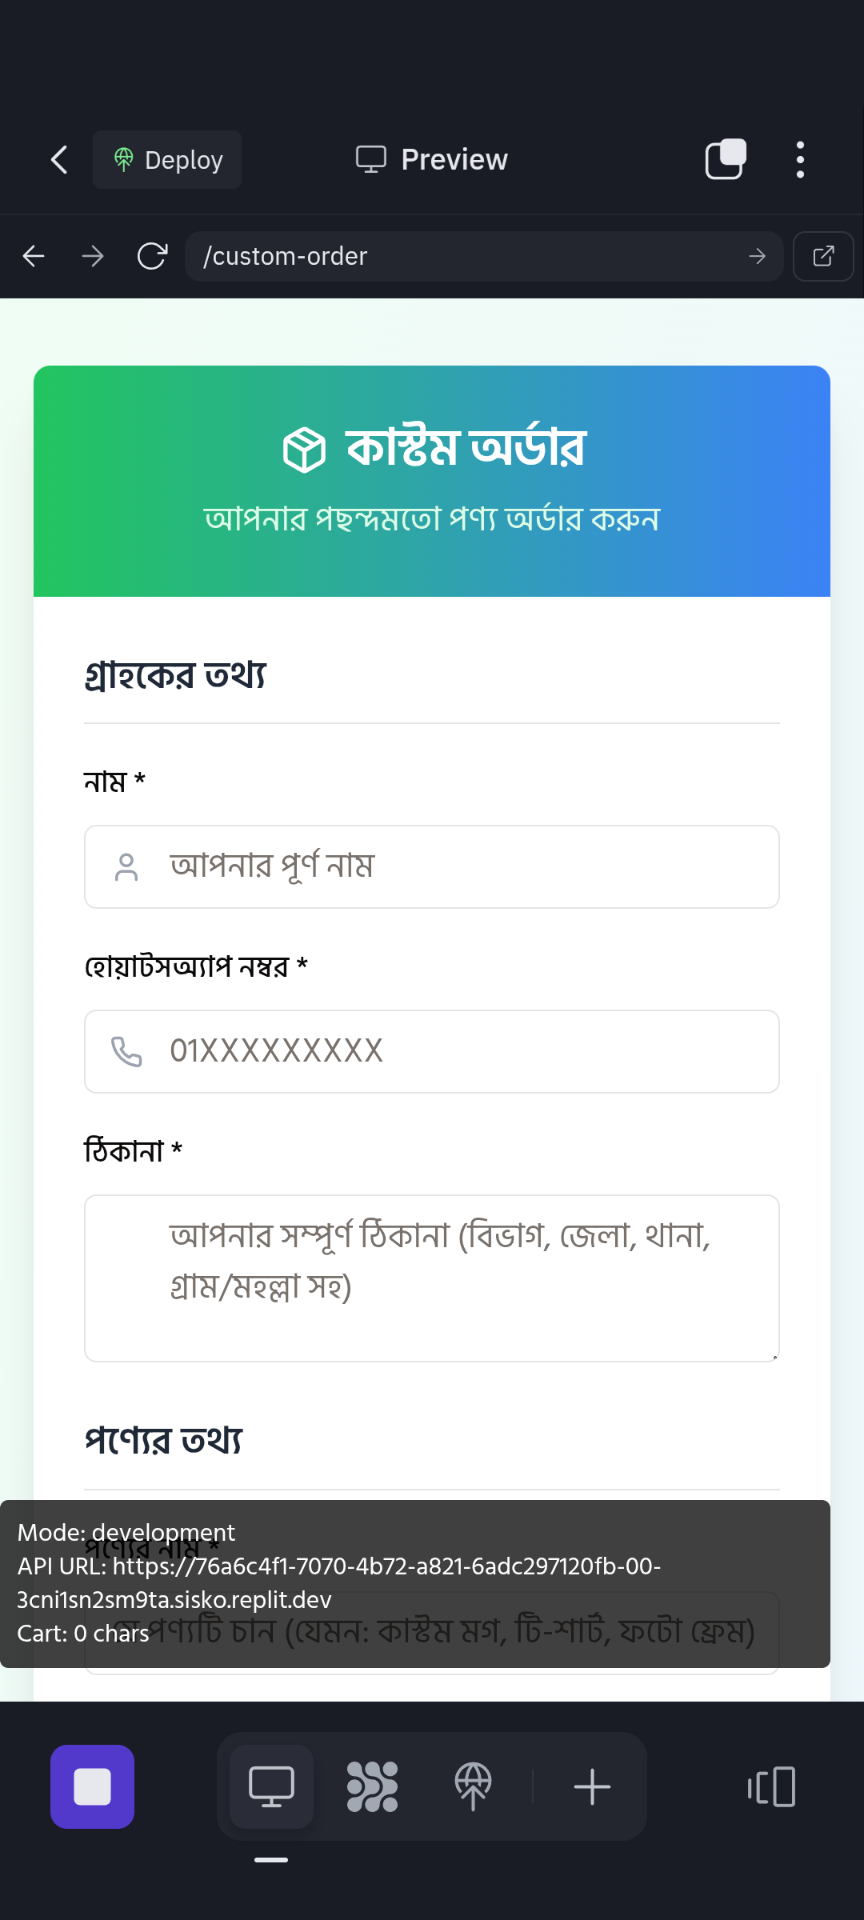 Deploy
Preview
/custom-order
কাস্টম অর্ডার
আপনার পছন্দমতো পণ্য অর্ডার করুন
গ্রাহকের তথ্য
নাম *
আপনার পূর্ণ নাম
হোয়াটসঅ্যাপ নম্বর *
01XXXXXXXXX
ঠিকানা *
আপনার সম্পূর্ণ ঠিকানা (বিভাগ, জেলা, থানা,
গ্রাম/মহল্লা সহ)
পণ্যের তথ্য
Mode: development
পণ্যের নাম *
API URL: https://76a6c4f1-7070-4b72-a821-6adc297120fb-00-
3cni1sn2sm9ta.sisko.replit.dev
Cart: 0 chars
পণ্যটি চান (যেমন: কাস্টম মগ, টি-শার্ট, ফটো ফ্রেম)